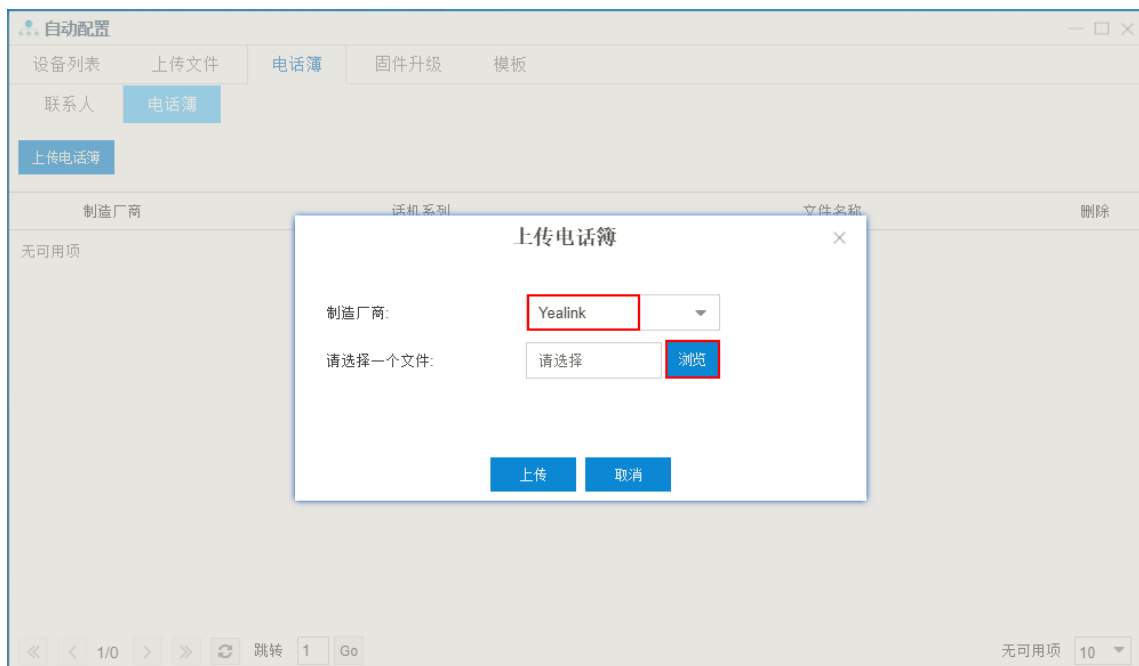 自动配置
设备列表 上传文件 电话簿 固件升级 模板
联系人 电话薄
上传电话簿
制造厂商 话机系列 文件名称 删除
无可用项
上传电话簿
制造厂商: Yealink
请选择一个文件: 请选择 浏览
上传 取消
1/0 跳转 1 Go 无可用项 10